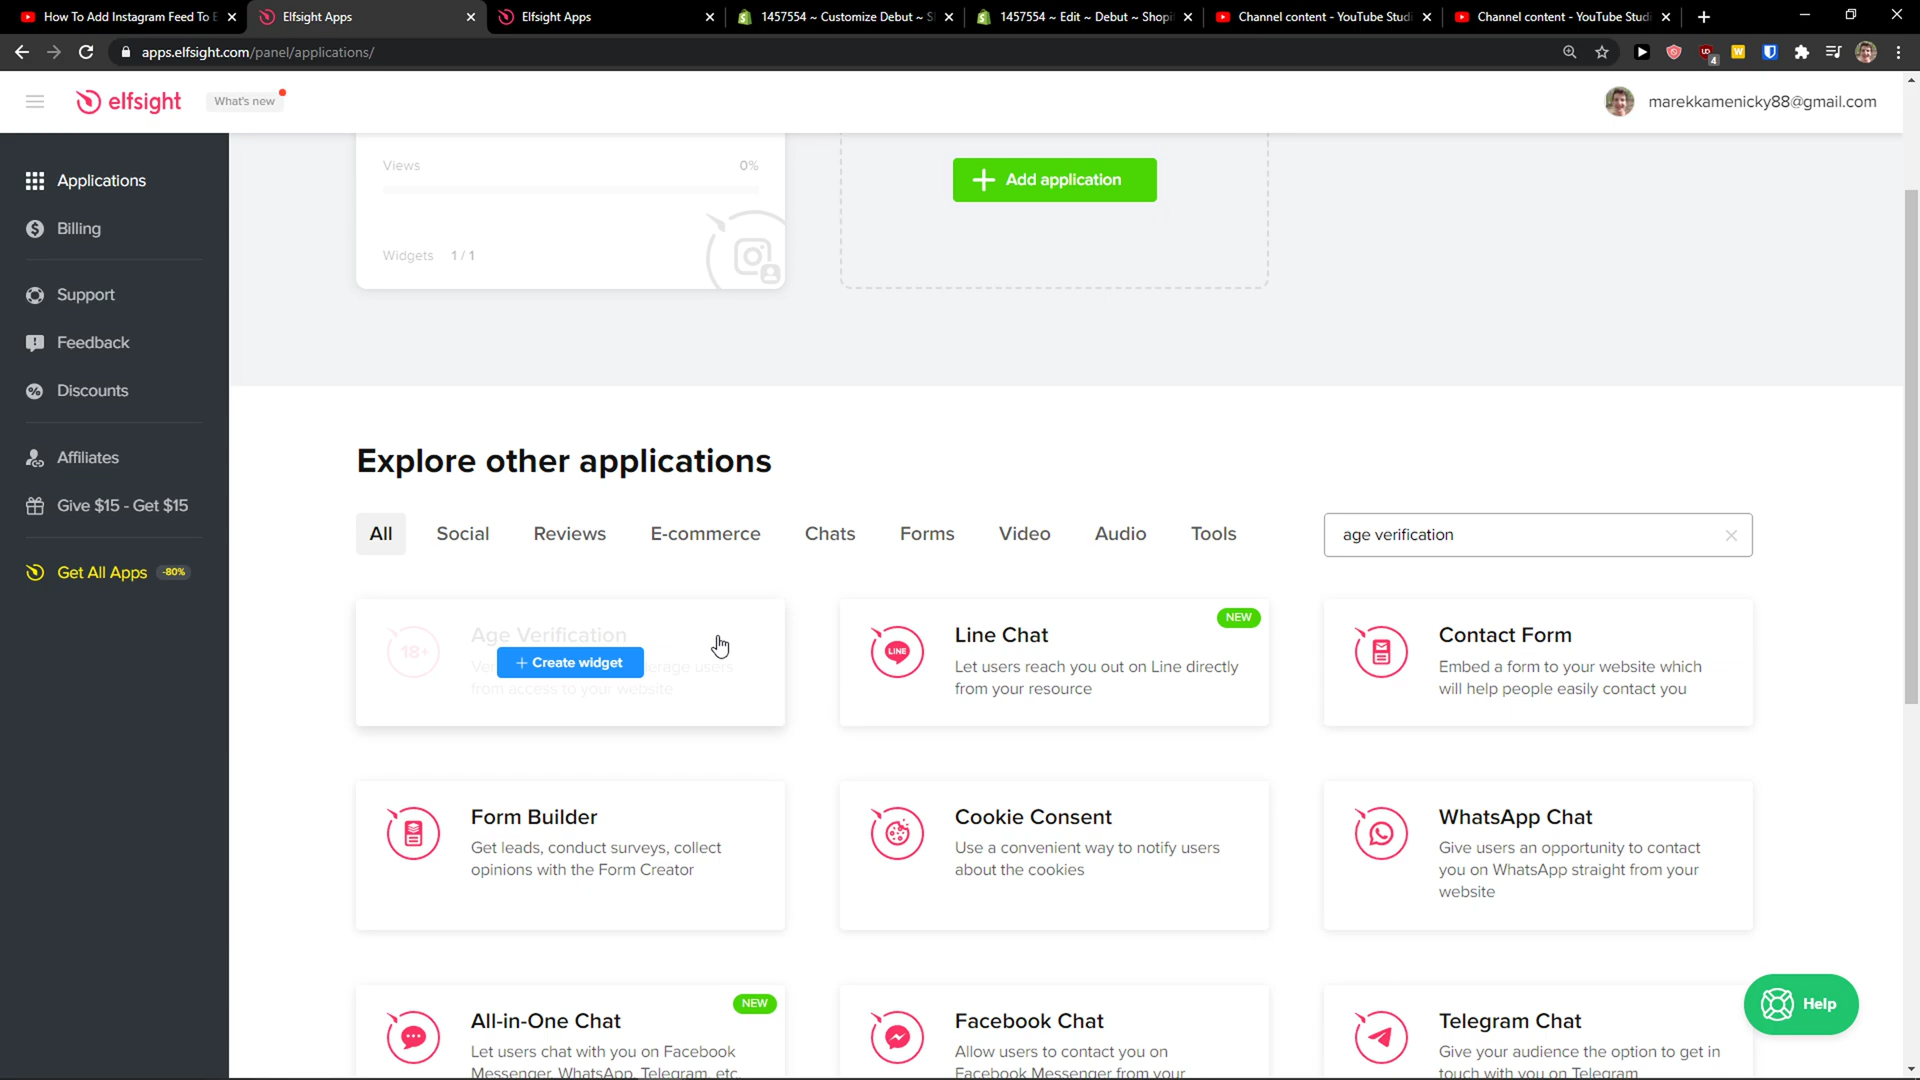 How To Add Instagram Feed To E
Elfsight Apps
Elfsight Apps
1457554 ~ Customize Debut ~ S
1457554 ~ Edit ~ Debut ~ Shopi
Channel content - YouTube Studi
Channel content - YouTube Studi
apps.elfsight.com/panel/applications/
4
elfsight
What's new
marekkamenicky88@gmail.com
Applications
Billing
Support
Feedback
Discounts
Affiliates
Give $15 - Get $15
Get All Apps -80%
Views 0%
Widgets 1 / 1
Add application
Explore other applications
All Social Reviews E-commerce Chats Forms Video Audio Tools
age verification
18+
Age Verification
+ Create widget
users
from access to your website
NEW
LINE
Line Chat
Let users reach you out on Line directly
from your resource
Contact Form
Embed a form to your website which
will help people easily contact you
Form Builder
Get leads, conduct surveys, collect
opinions with the Form Creator
Cookie Consent
Use a convenient way to notify users
about the cookies
WhatsApp Chat
Give users an opportunity to contact
you on WhatsApp straight from your
website
NEW
All-in-One Chat
Let users chat with you on Facebook
Messenger, WhatsApp, Telegram, etc.
Facebook Chat
Allow users to contact you on
Facebook Messenger from your
Telegram Chat
Give your audience the option to get in
touch with you on Telegram
Help